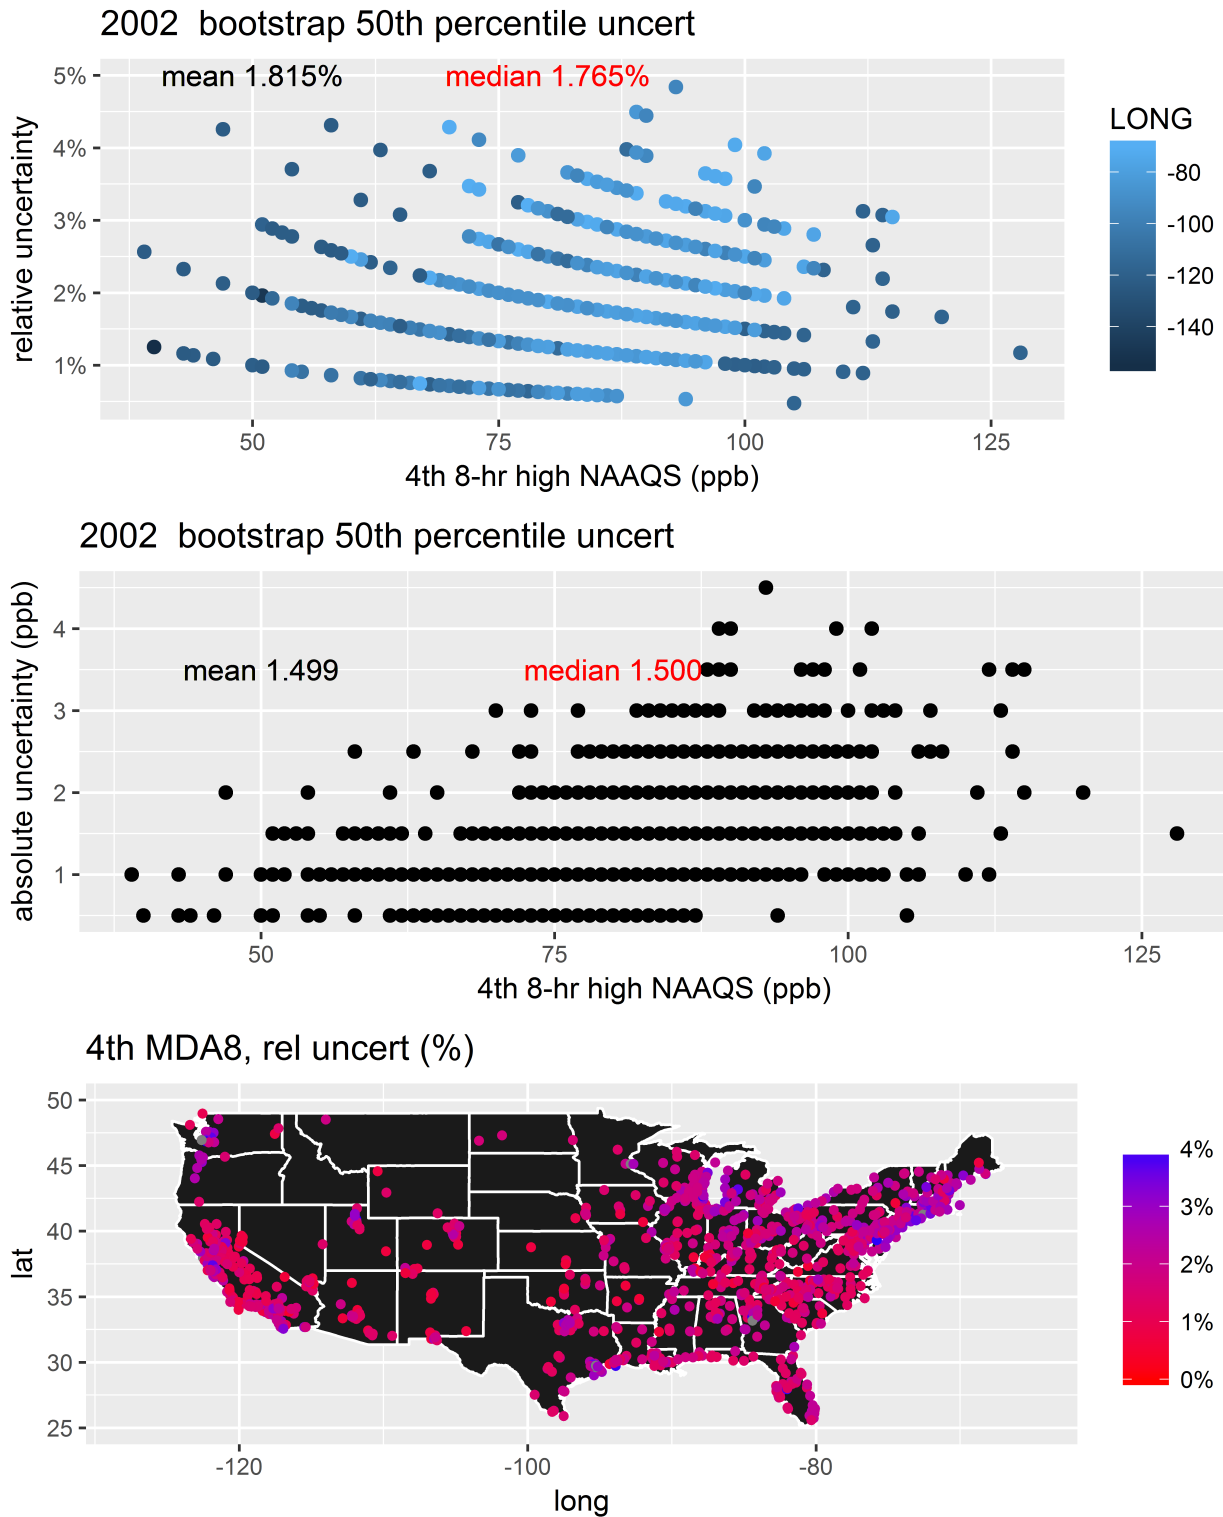 2002  bootstrap 50th percentile uncert
mean 1.815%
median 1.765%
5%
4%
3%
2%
1%
relative uncertainty
50
75
100
125
4th 8-hr high NAAQS (ppb)
LONG
-80
-100
-120
-140
2002  bootstrap 50th percentile uncert
mean 1.499
median 1.500
4
3
2
1
absolute uncertainty (ppb)
50
75
100
125
4th 8-hr high NAAQS (ppb)
4th MDA8, rel uncert (%)
50
45
40
35
30
25
lat
-120
-100
-80
long
4%
3%
2%
1%
0%